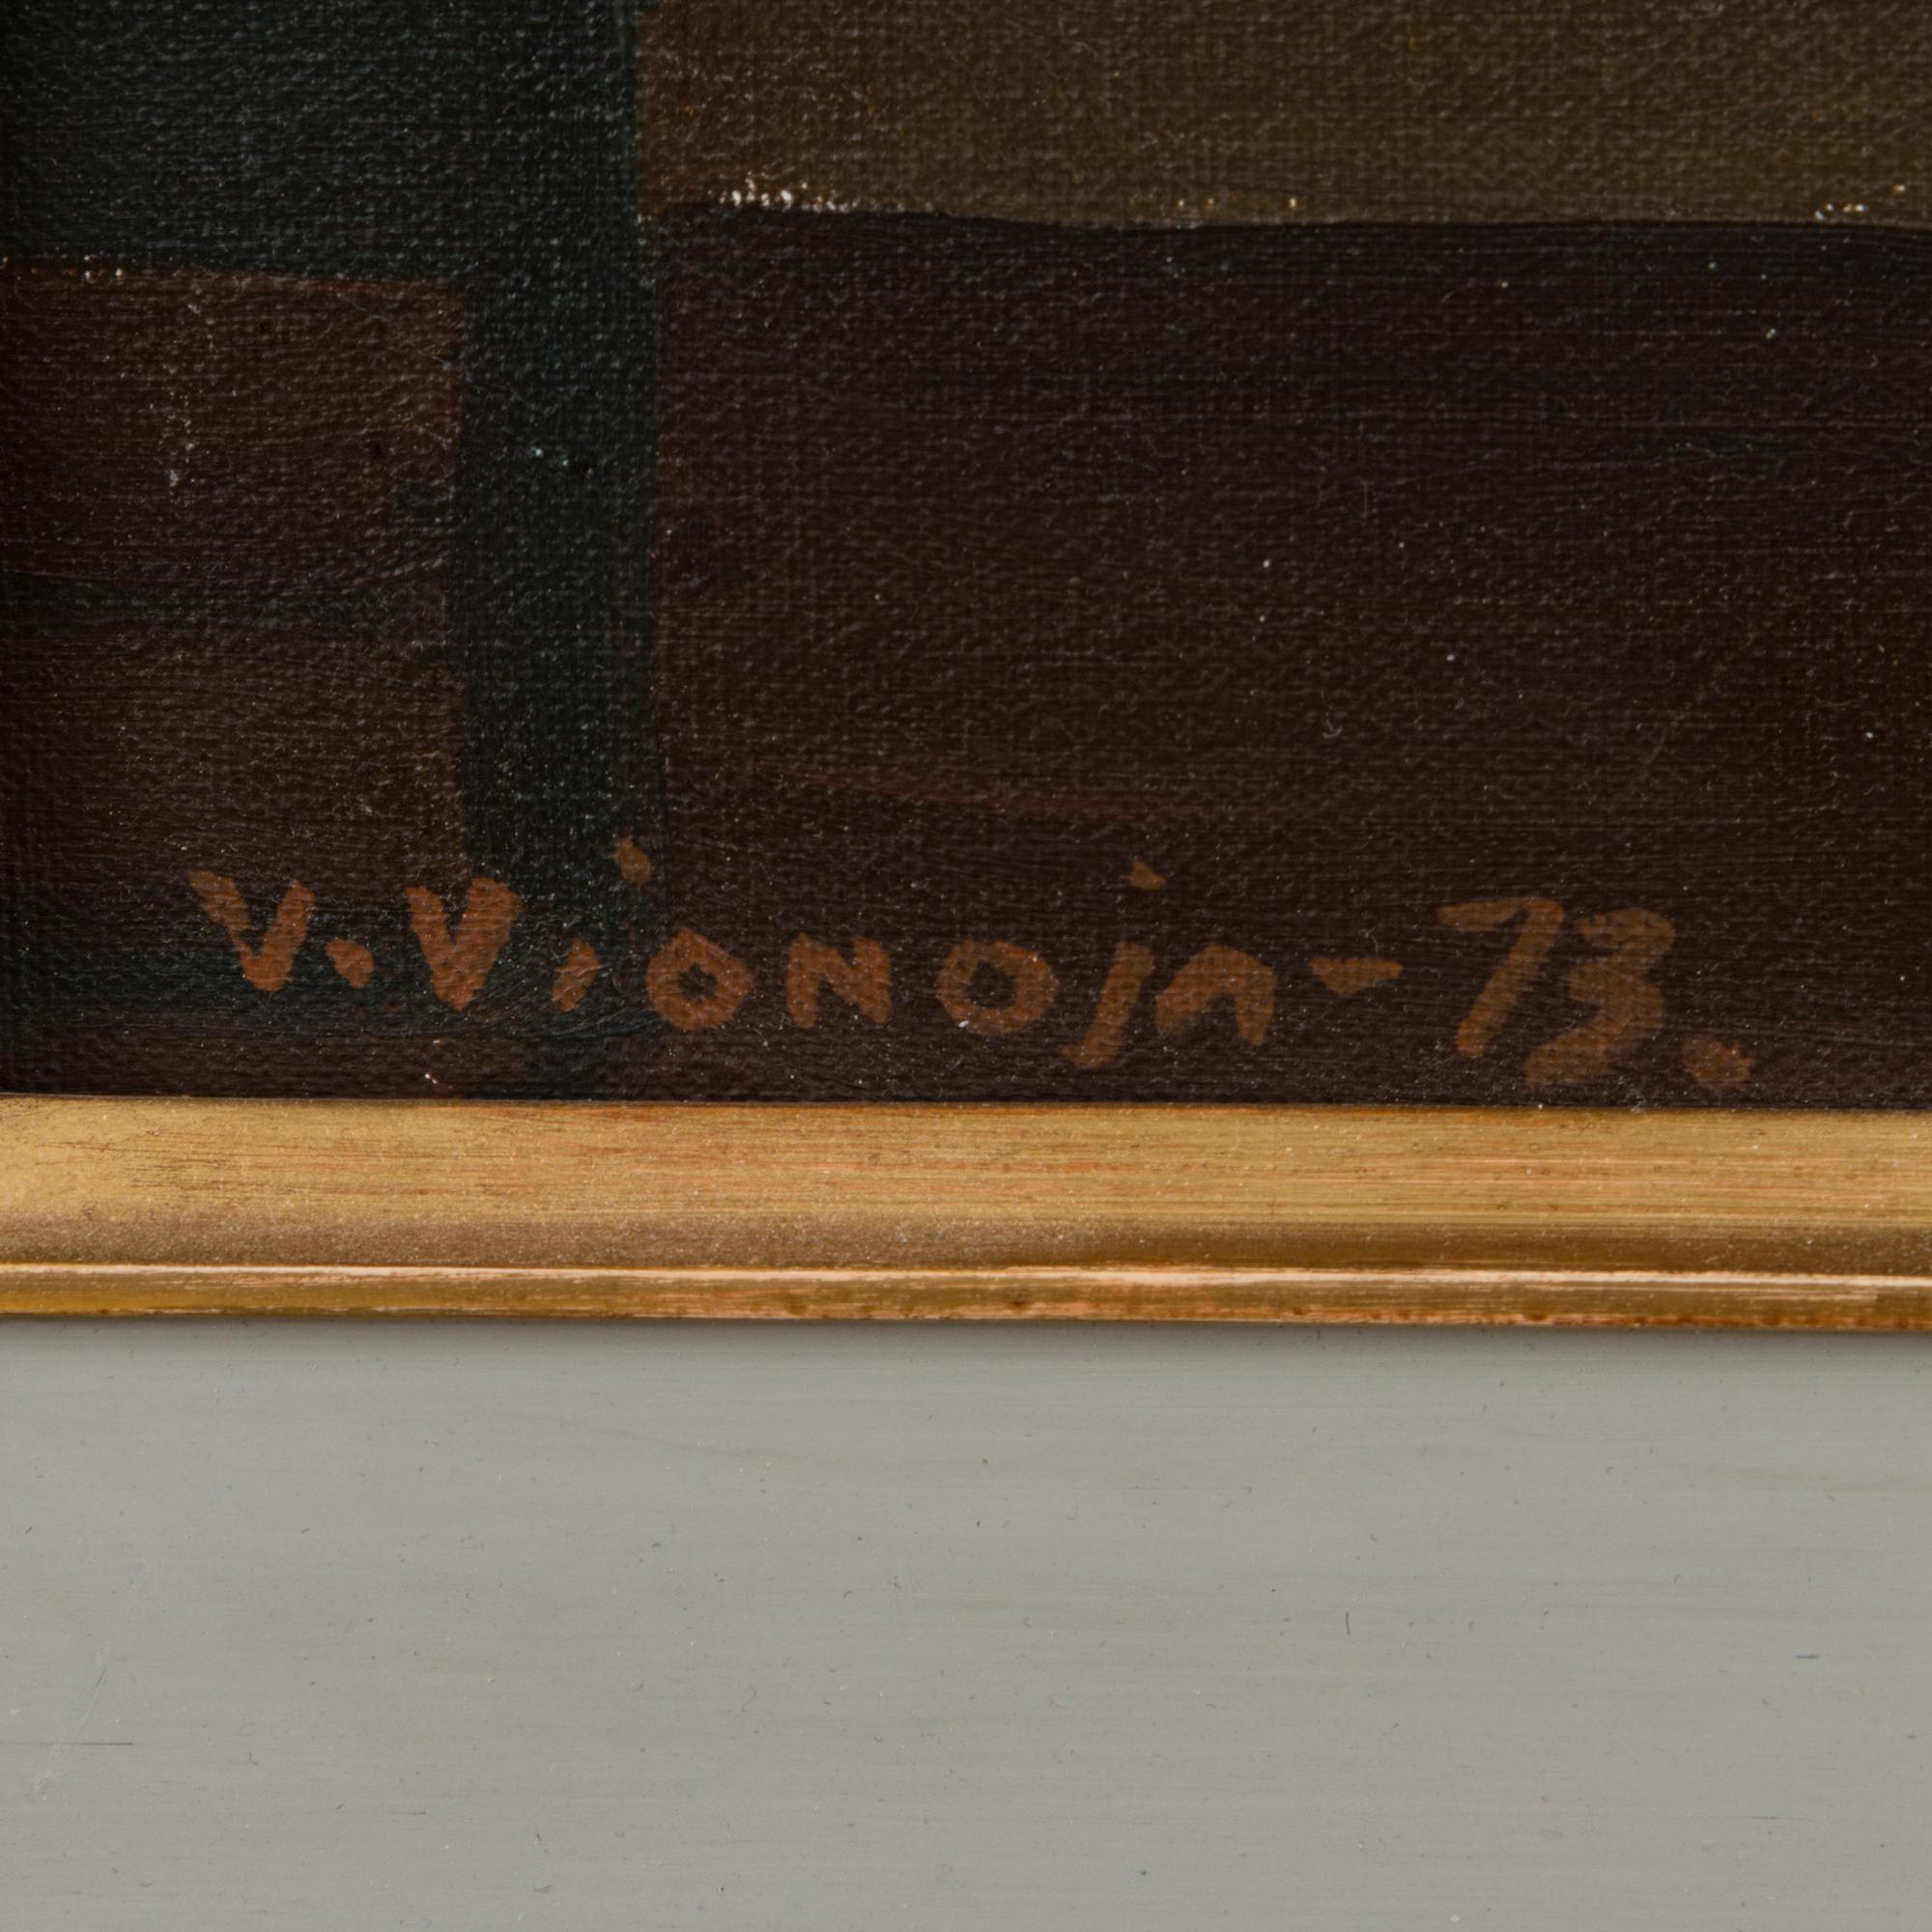 V. Vionoja - 73.